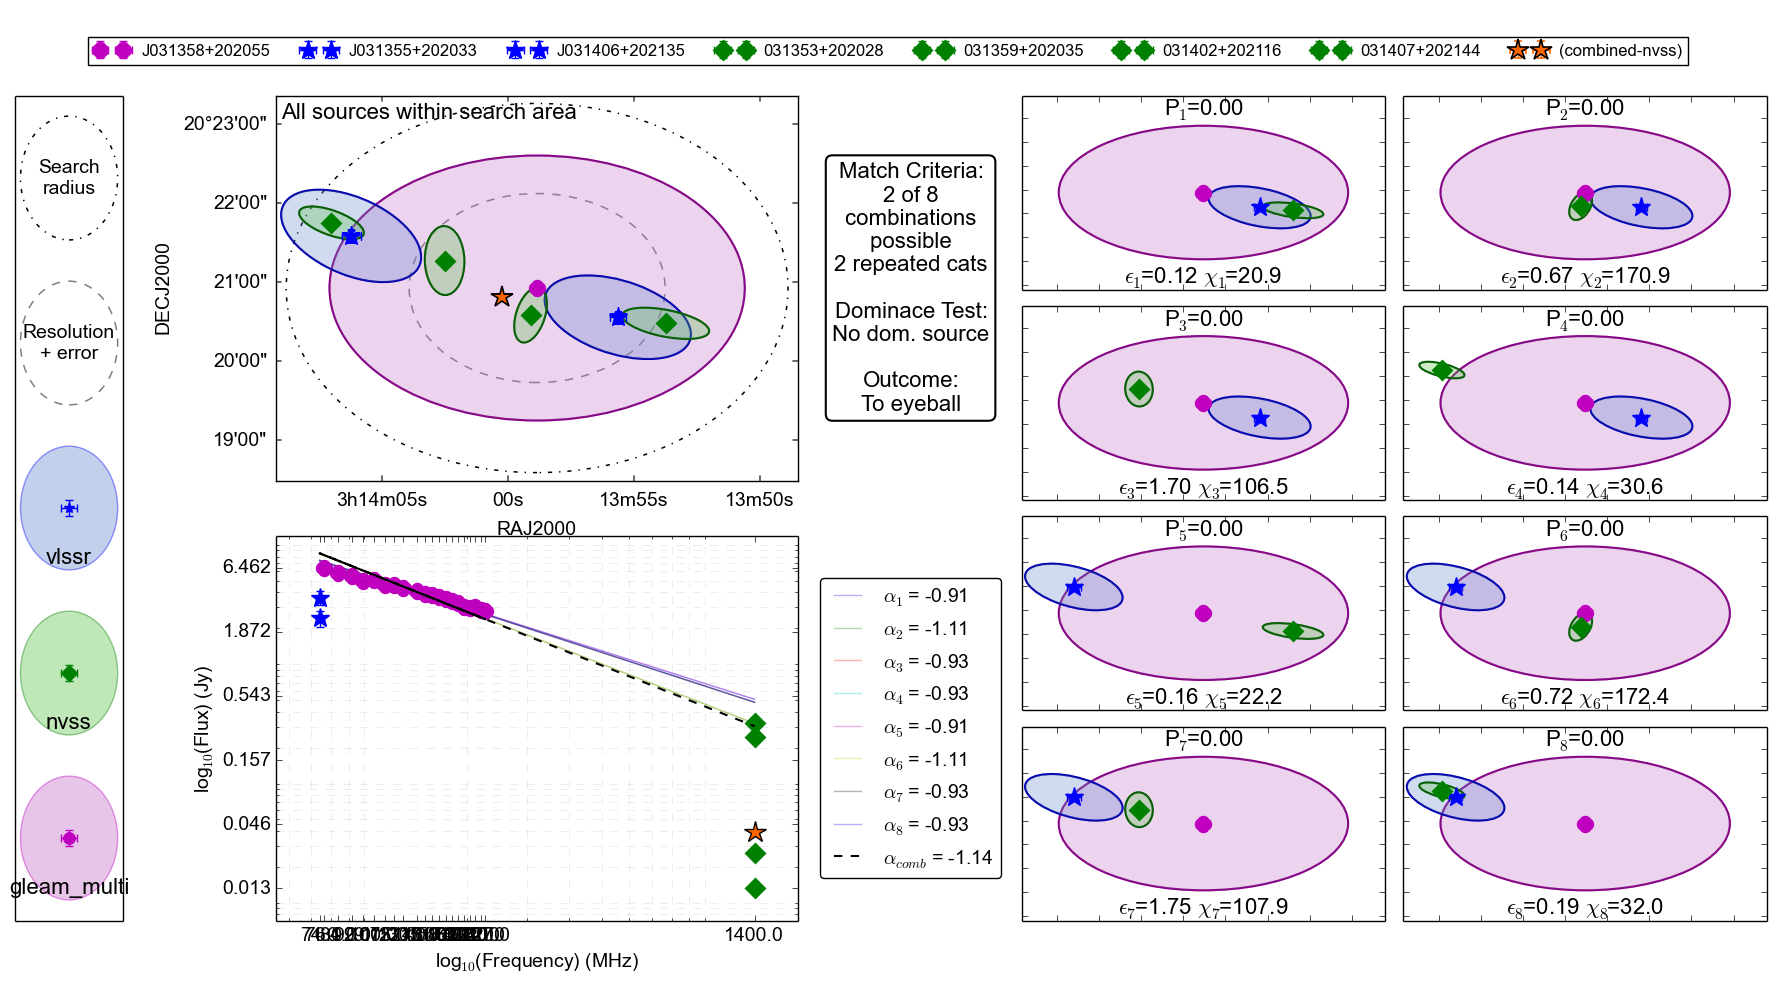 J031358+202055 J031355+202033 J031406+202135 031353+202028 031359+202035 031402+202116 031407+202144 (combined-nvss)
Search
radius
Resolution
+ error
vlssr
nvss
gleam_multi
All sources within search area
DECJ2000
20°23'00"
22'00"
21'00"
20'00"
19'00"
3h14m05s 00s 13m55s 13m50s
RAJ2000
log10(Flux) (Jy)
6.462
1.872
0.543
0.157
0.046
0.013
1400.0
log10(Frequency) (MHz)
Match Criteria:
2 of 8
combinations
possible
2 repeated cats
Dominace Test:
No dom. source
Outcome:
To eyeball
α1 = -0.91
α2 = -1.11
α3 = -0.93
α4 = -0.93
α5 = -0.91
α6 = -1.11
α7 = -0.93
α8 = -0.93
αcomb = -1.14
P1=0.00
ϵ1=0.12 χ1=20.9
P2=0.00
ϵ2=0.67 χ2=170.9
P3=0.00
ϵ3=1.70 χ3=106.5
P4=0.00
ϵ4=0.14 χ4=30.6
P5=0.00
ϵ5=0.16 χ5=22.2
P6=0.00
ϵ6=0.72 χ6=172.4
P7=0.00
ϵ7=1.75 χ7=107.9
P8=0.00
ϵ8=0.19 χ8=32.0